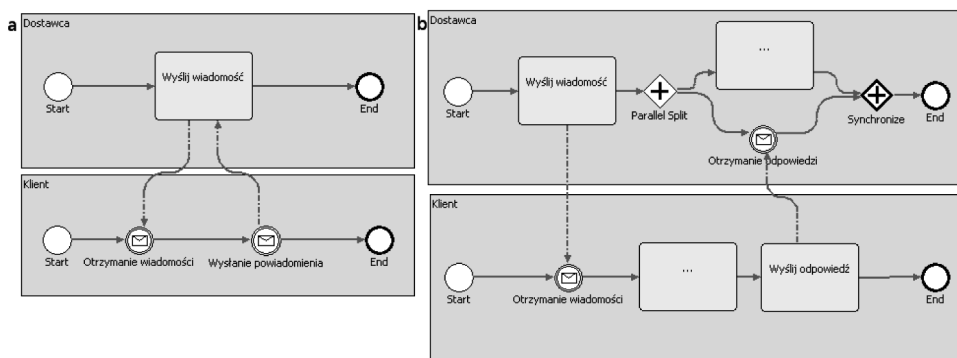 a
Dostawca
Wyślij wiadomość
Start
End
Klient
Start
Otrzymanie wiadomości
Wysłanie powiadomienia
End
b
Dostawca
...
Wyślij wiadomość
Start
Parallel Split
Synchronize
End
Otrzymanie odpowiedzi
Klient
...
Wyślij odpowiedź
Start
Otrzymanie wiadomości
End